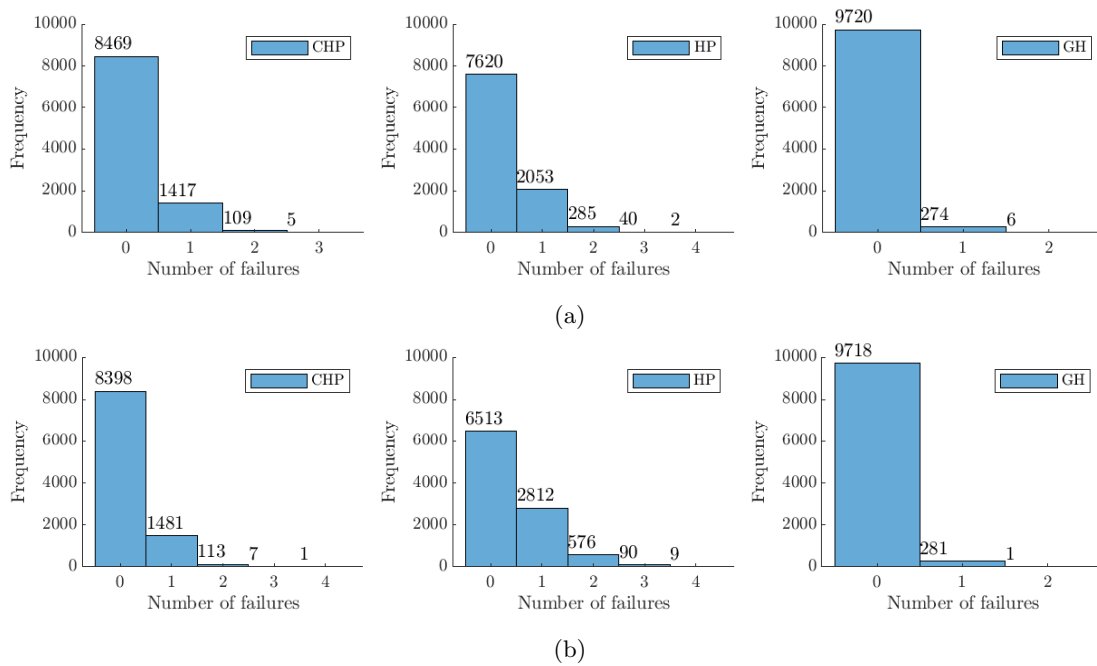 10000
8000
6000
4000
2000
0
Frequency
8469
1417
109
5
CHP
0 1 2 3
Number of failures
10000
8000
6000
4000
2000
0
Frequency
7620
2053
285
40
2
HP
0 1 2 3 4
Number of failures
10000
8000
6000
4000
2000
0
Frequency
9720
274
6
GH
0 1 2
Number of failures
(a)
10000
8000
6000
4000
2000
0
Frequency
8398
1481
113
7
1
CHP
0 1 2 3 4
Number of failures
10000
8000
6000
4000
2000
0
Frequency
6513
2812
576
90
9
HP
0 1 2 3 4
Number of failures
10000
8000
6000
4000
2000
0
Frequency
9718
281
1
GH
0 1 2
Number of failures
(b)